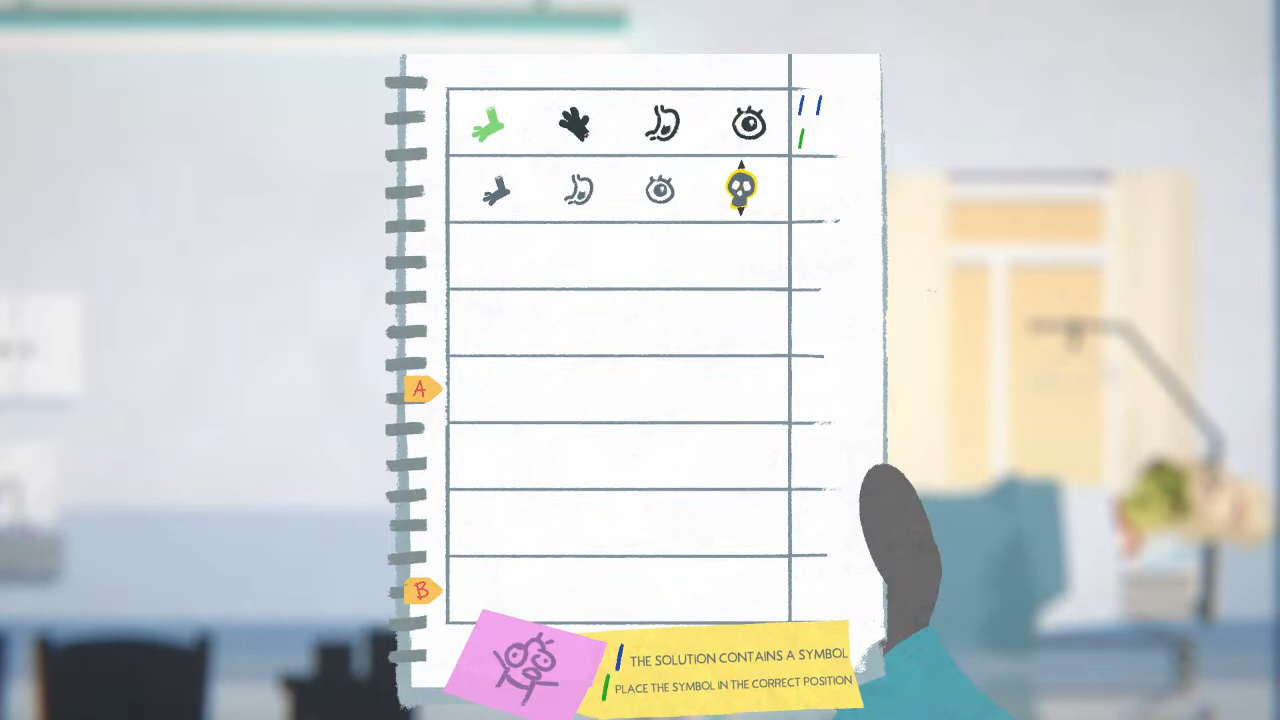 A
B
THE SOLUTION CONTAINS A SYMBOL
PLACE THE SYMBOL IN THE CORRECT POSITION